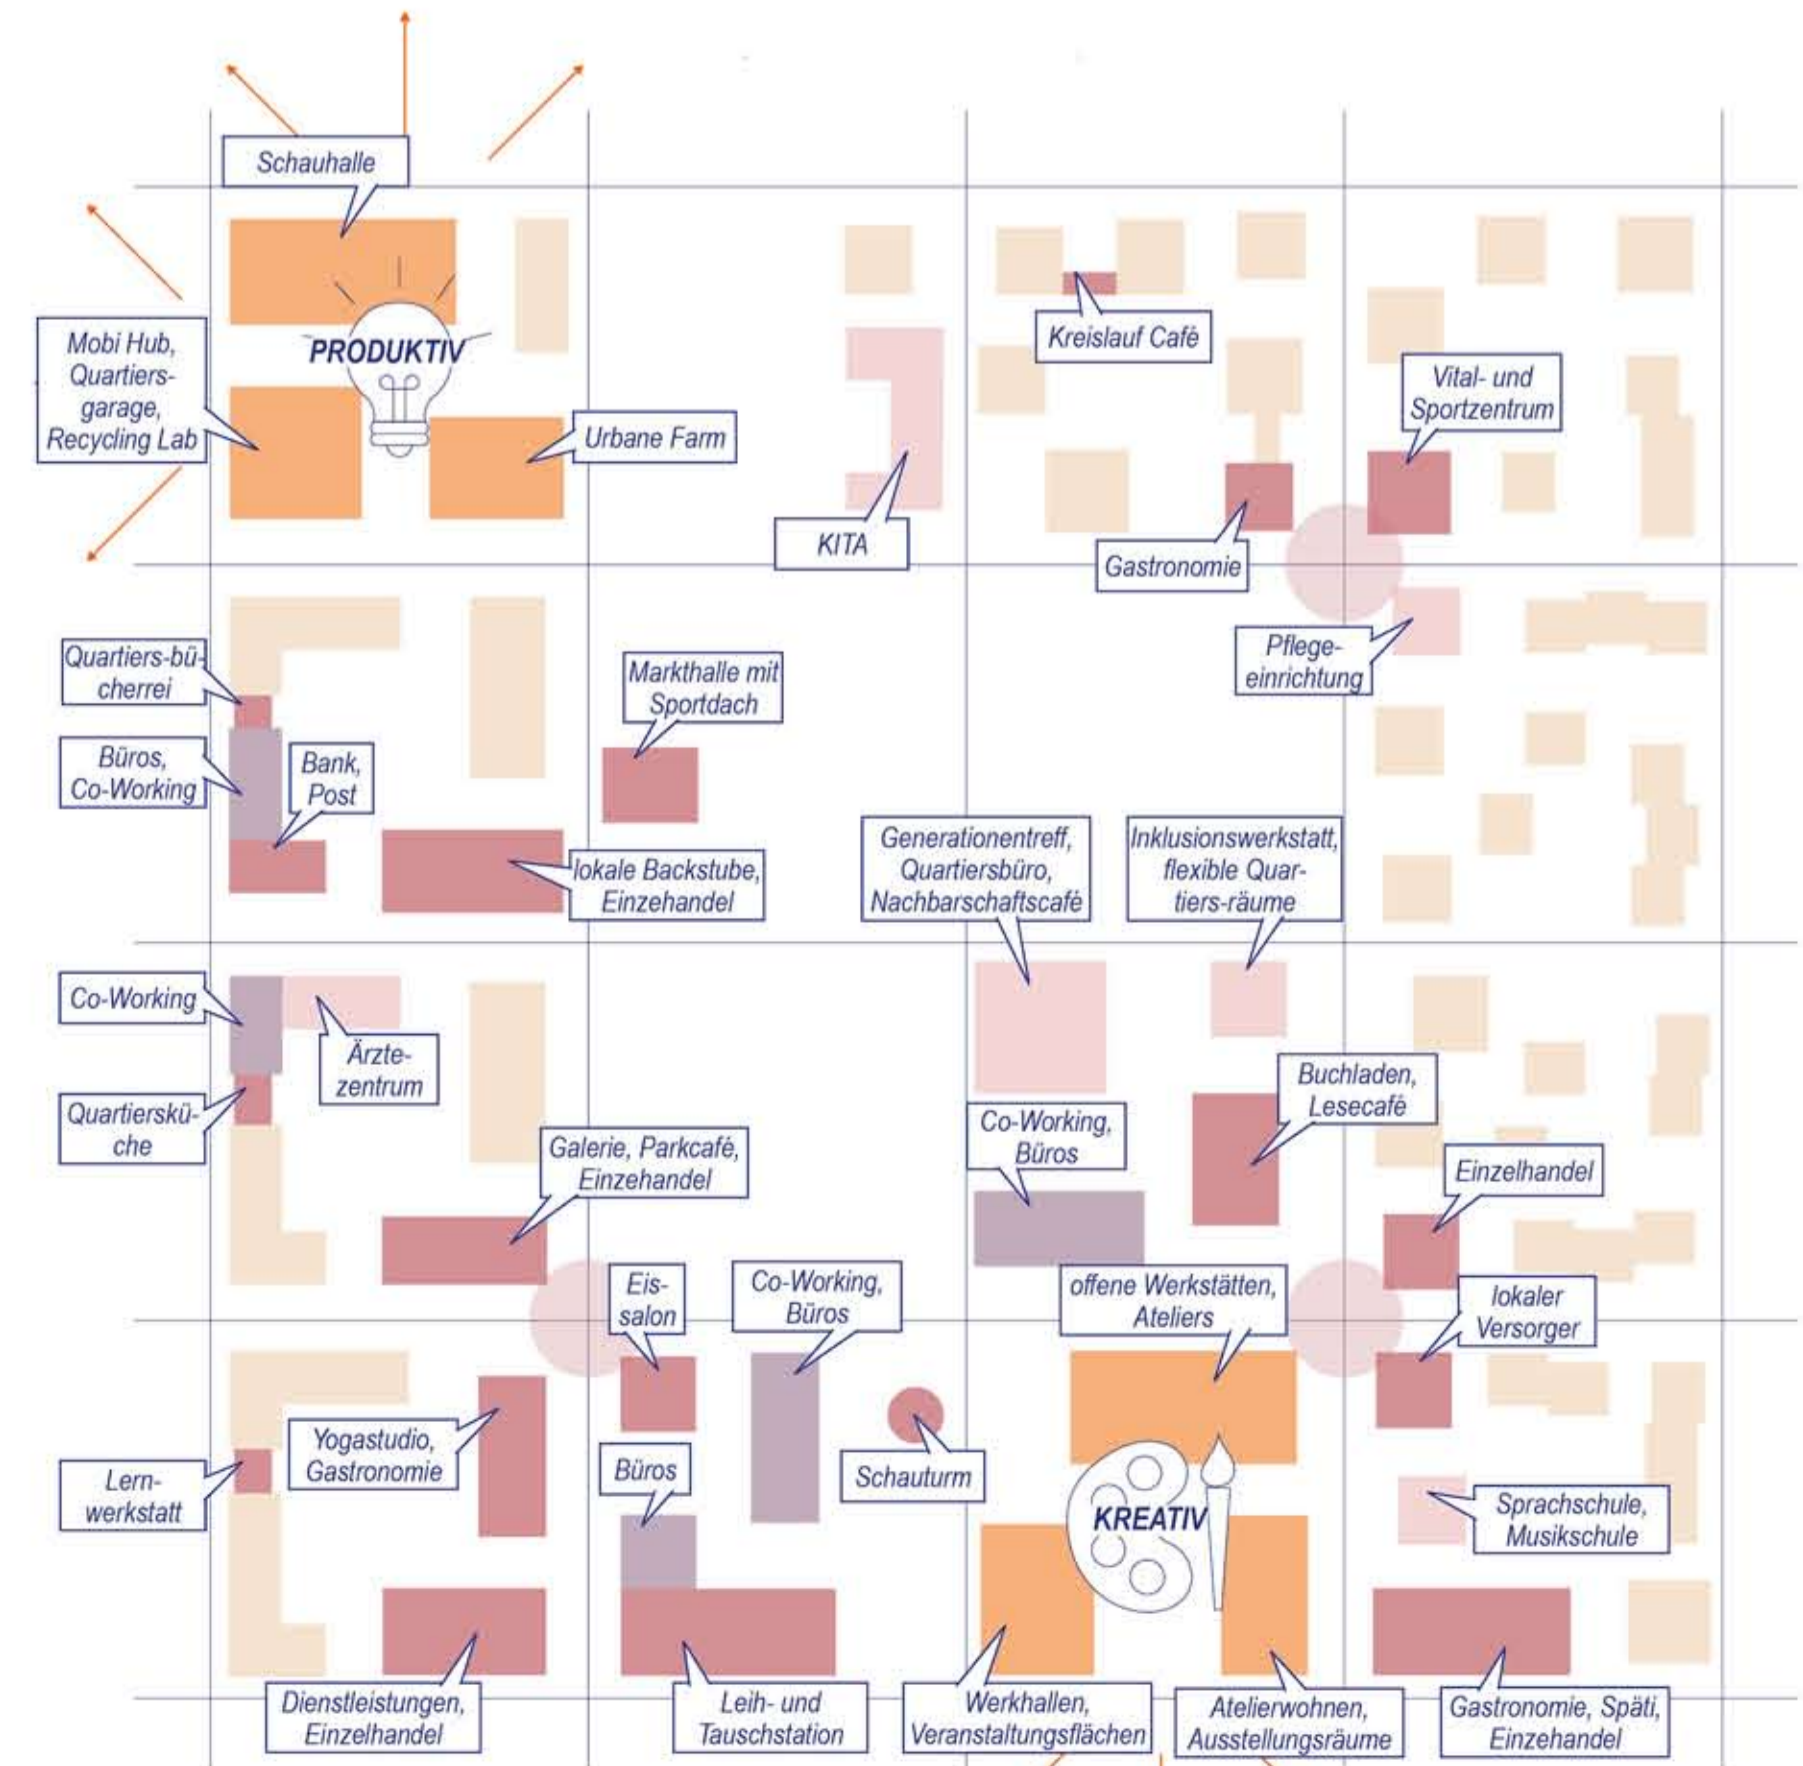 Schauhalle
Mobi Hub,
Quartiers-
garage,
Recycling Lab
PRODUKTIV
Urbane Farm
KITA
Kreislauf Café
Vital- und
Sportzentrum
Gastronomie
Pflege-
einrichtung
Quartiers-bü-
cherrei
Büros,
Co-Working
Bank,
Post
Markthalle mit
Sportdach
lokale Backstube,
Einzehandel
Generationentreff,
Quartiersbüro,
Nachbarschaftscafé
Inklusionswerkstatt,
flexible Quar-
tiers-räume
Co-Working
Ärzte-
zentrum
Quartierskü-
che
Galerie, Parkcafé,
Einzehandel
Co-Working,
Büros
Buchladen,
Lesecafé
Einzelhandel
Eis-
salon
Co-Working,
Büros
offene Werkstätten,
Ateliers
lokaler
Versorger
Lern-
werkstatt
Yogastudio,
Gastronomie
Büros
Schauturm
KREATIV
Sprachschule,
Musikschule
Dienstleistungen,
Einzelhandel
Leih- und
Tauschstation
Werkhallen,
Veranstaltungsflächen
Atelierwohnen,
Ausstellungsräume
Gastronomie, Späti,
Einzehandel